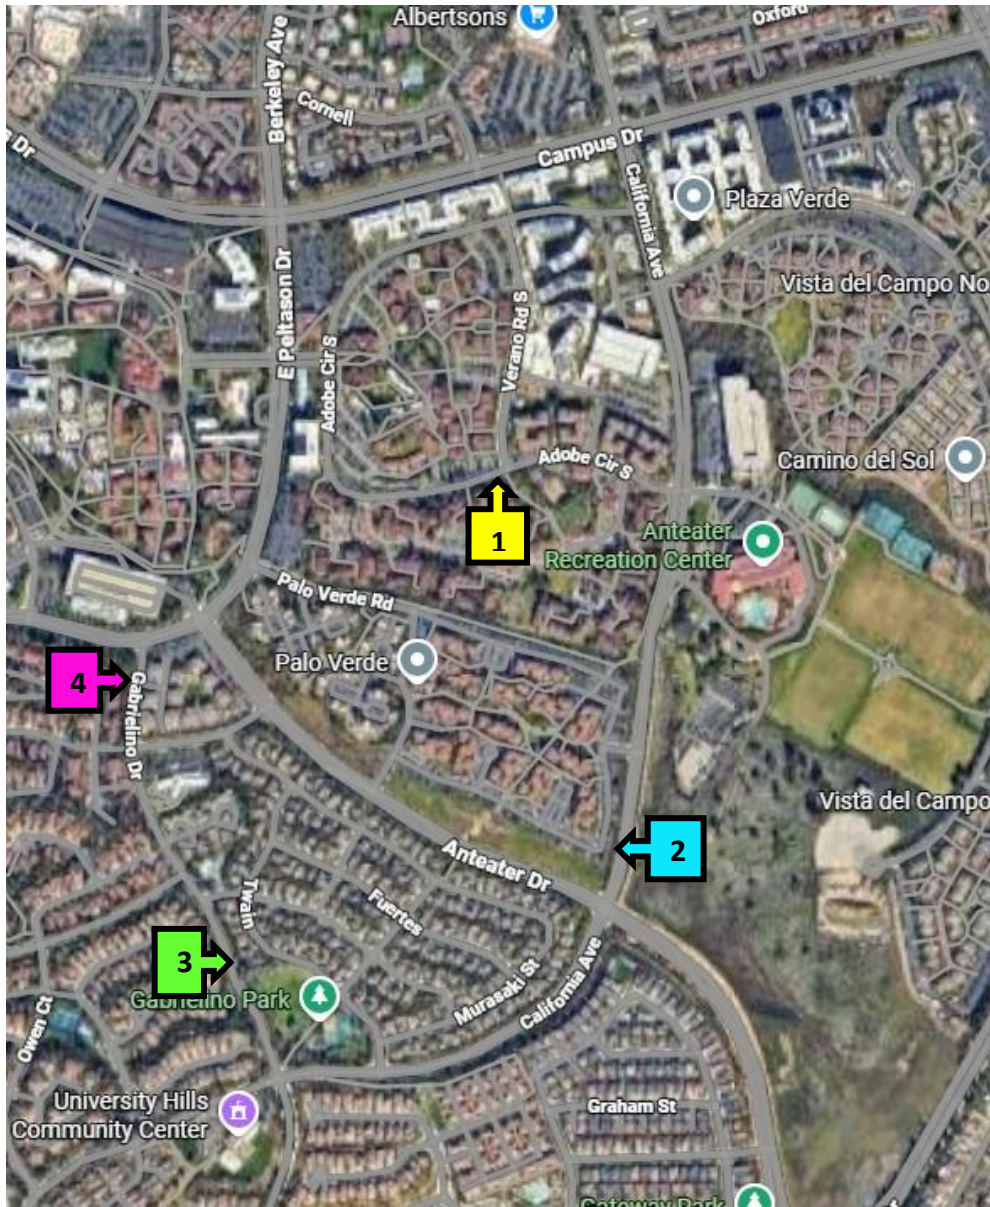 Albertsons
Oxford
Berkeley Ave
Cornell
Campus Dr
Dr
California Ave
Plaza Verde
E Peltason Dr
Vista del Campo No
Verano Rd S
Adobe Cir S
Adobe Cir S
Camino del Sol
1
Anteater
Recreation Center
Palo Verde Rd
Palo Verde
4
Gabrielino Dr
Vista del Campo
2
Anteater Dr
Twain
Fuertes
3
Gabrielino Park
Murasaki St
California Ave
Owen Ct
University Hills
Community Center
Graham St
Gateway Park